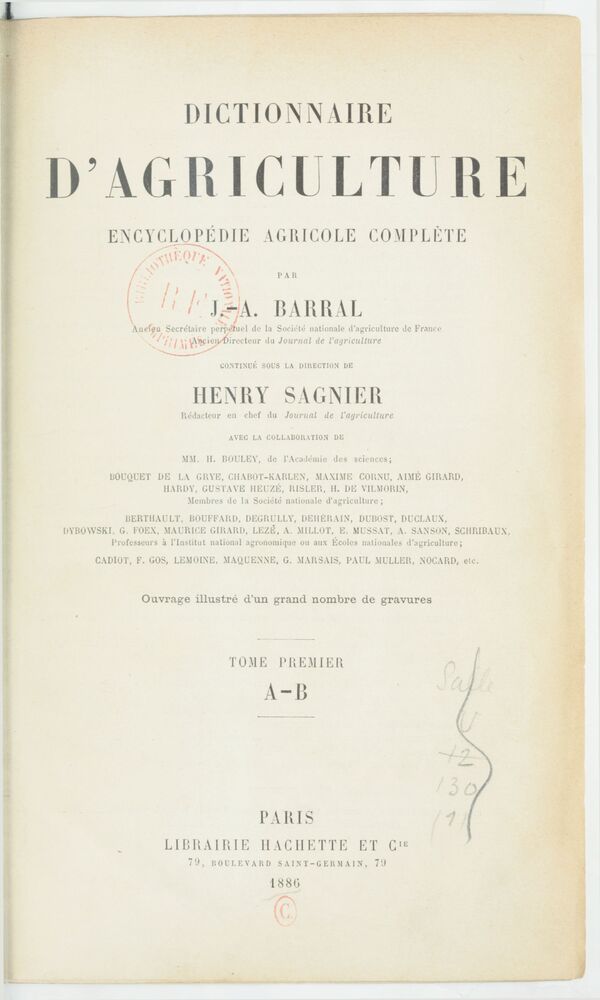 DICTIONNAIRE
D'AGRICULTURE
ENCYCLOPÉDIE AGRICOLE COMPLÈTE
PAR
J.-A. BARRAL
Ancien Secrétaire perpétuel de la Société nationale d'agriculture de France
Ancien Directeur du Journal de l'agriculture
CONTINUÉ SOUS LA DIRECTION DE
HENRY SAGNIER
Rédacteur en chef du Journal de l'agriculture
AVEC LA COLLABORATION DE
MM. H. BOULEY, de l'Académie des sciences;
BOUQUET DE LA GRYE, CHABOT-KARLEN, MAXIME CORNU, AIMÉ GIRARD,
HARDY, GUSTAVE HEUZÉ, RISLER, H. DE VILMORIN,
Membres de la Société nationale d'agriculture;
BERTHAULT, BOUFFARD, DEGRULLY, DEHÉRAIN, DUBOST, DUCLAUX,
DYBOWSKI, G. FOEX, MAURICE GIRARD, LEZÉ, A. MILLOT, E. MUSSAT, A. SANSON, SCHRIBAUX,
Professeurs à l'Institut national agronomique ou aux Écoles nationales d'agriculture;
CADIOT, F. GOS, LEMOINE, MAQUENNE, G. MARSAIS, PAUL MULLER, NOCARD, etc.
Ouvrage illustré d'un grand nombre de gravures
TOME PREMIER
A-B
Salle
V
12
130
PARIS
LIBRAIRIE HACHETTE ET CIE
79, BOULEVARD SAINT-GERMAIN, 79
1886
C.
BIBLIOTHÈQUE NATIONALE
R F
IMPRIMÉS